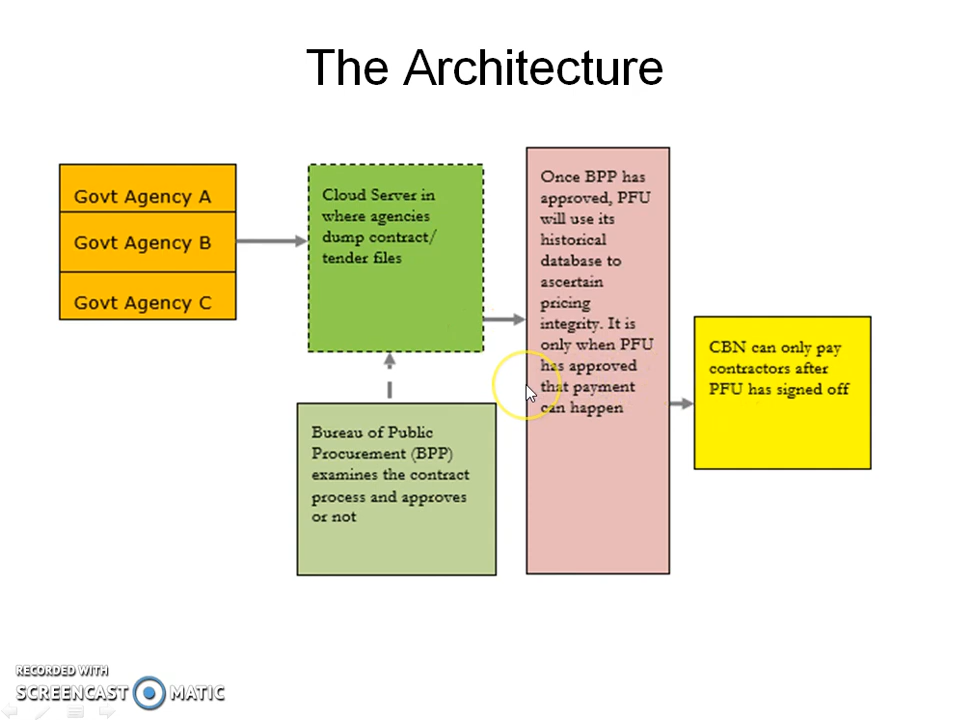 The Architecture
Govt Agency A
Govt Agency B
Govt Agency C
Cloud Server in
where agencies
dump contract/
tender files
Bureau of Public
Procurement (BPP)
examines the contract
process and approves
or not
Once BPP has
approved, PFU
will use its
historical
database to
ascertain
pricing
integrity. It is
only when PFU
has approved
that payment
can happen
CBN can only pay
contractors after
PFU has signed off
RECORDED WITH
SCREENCAST MATIC